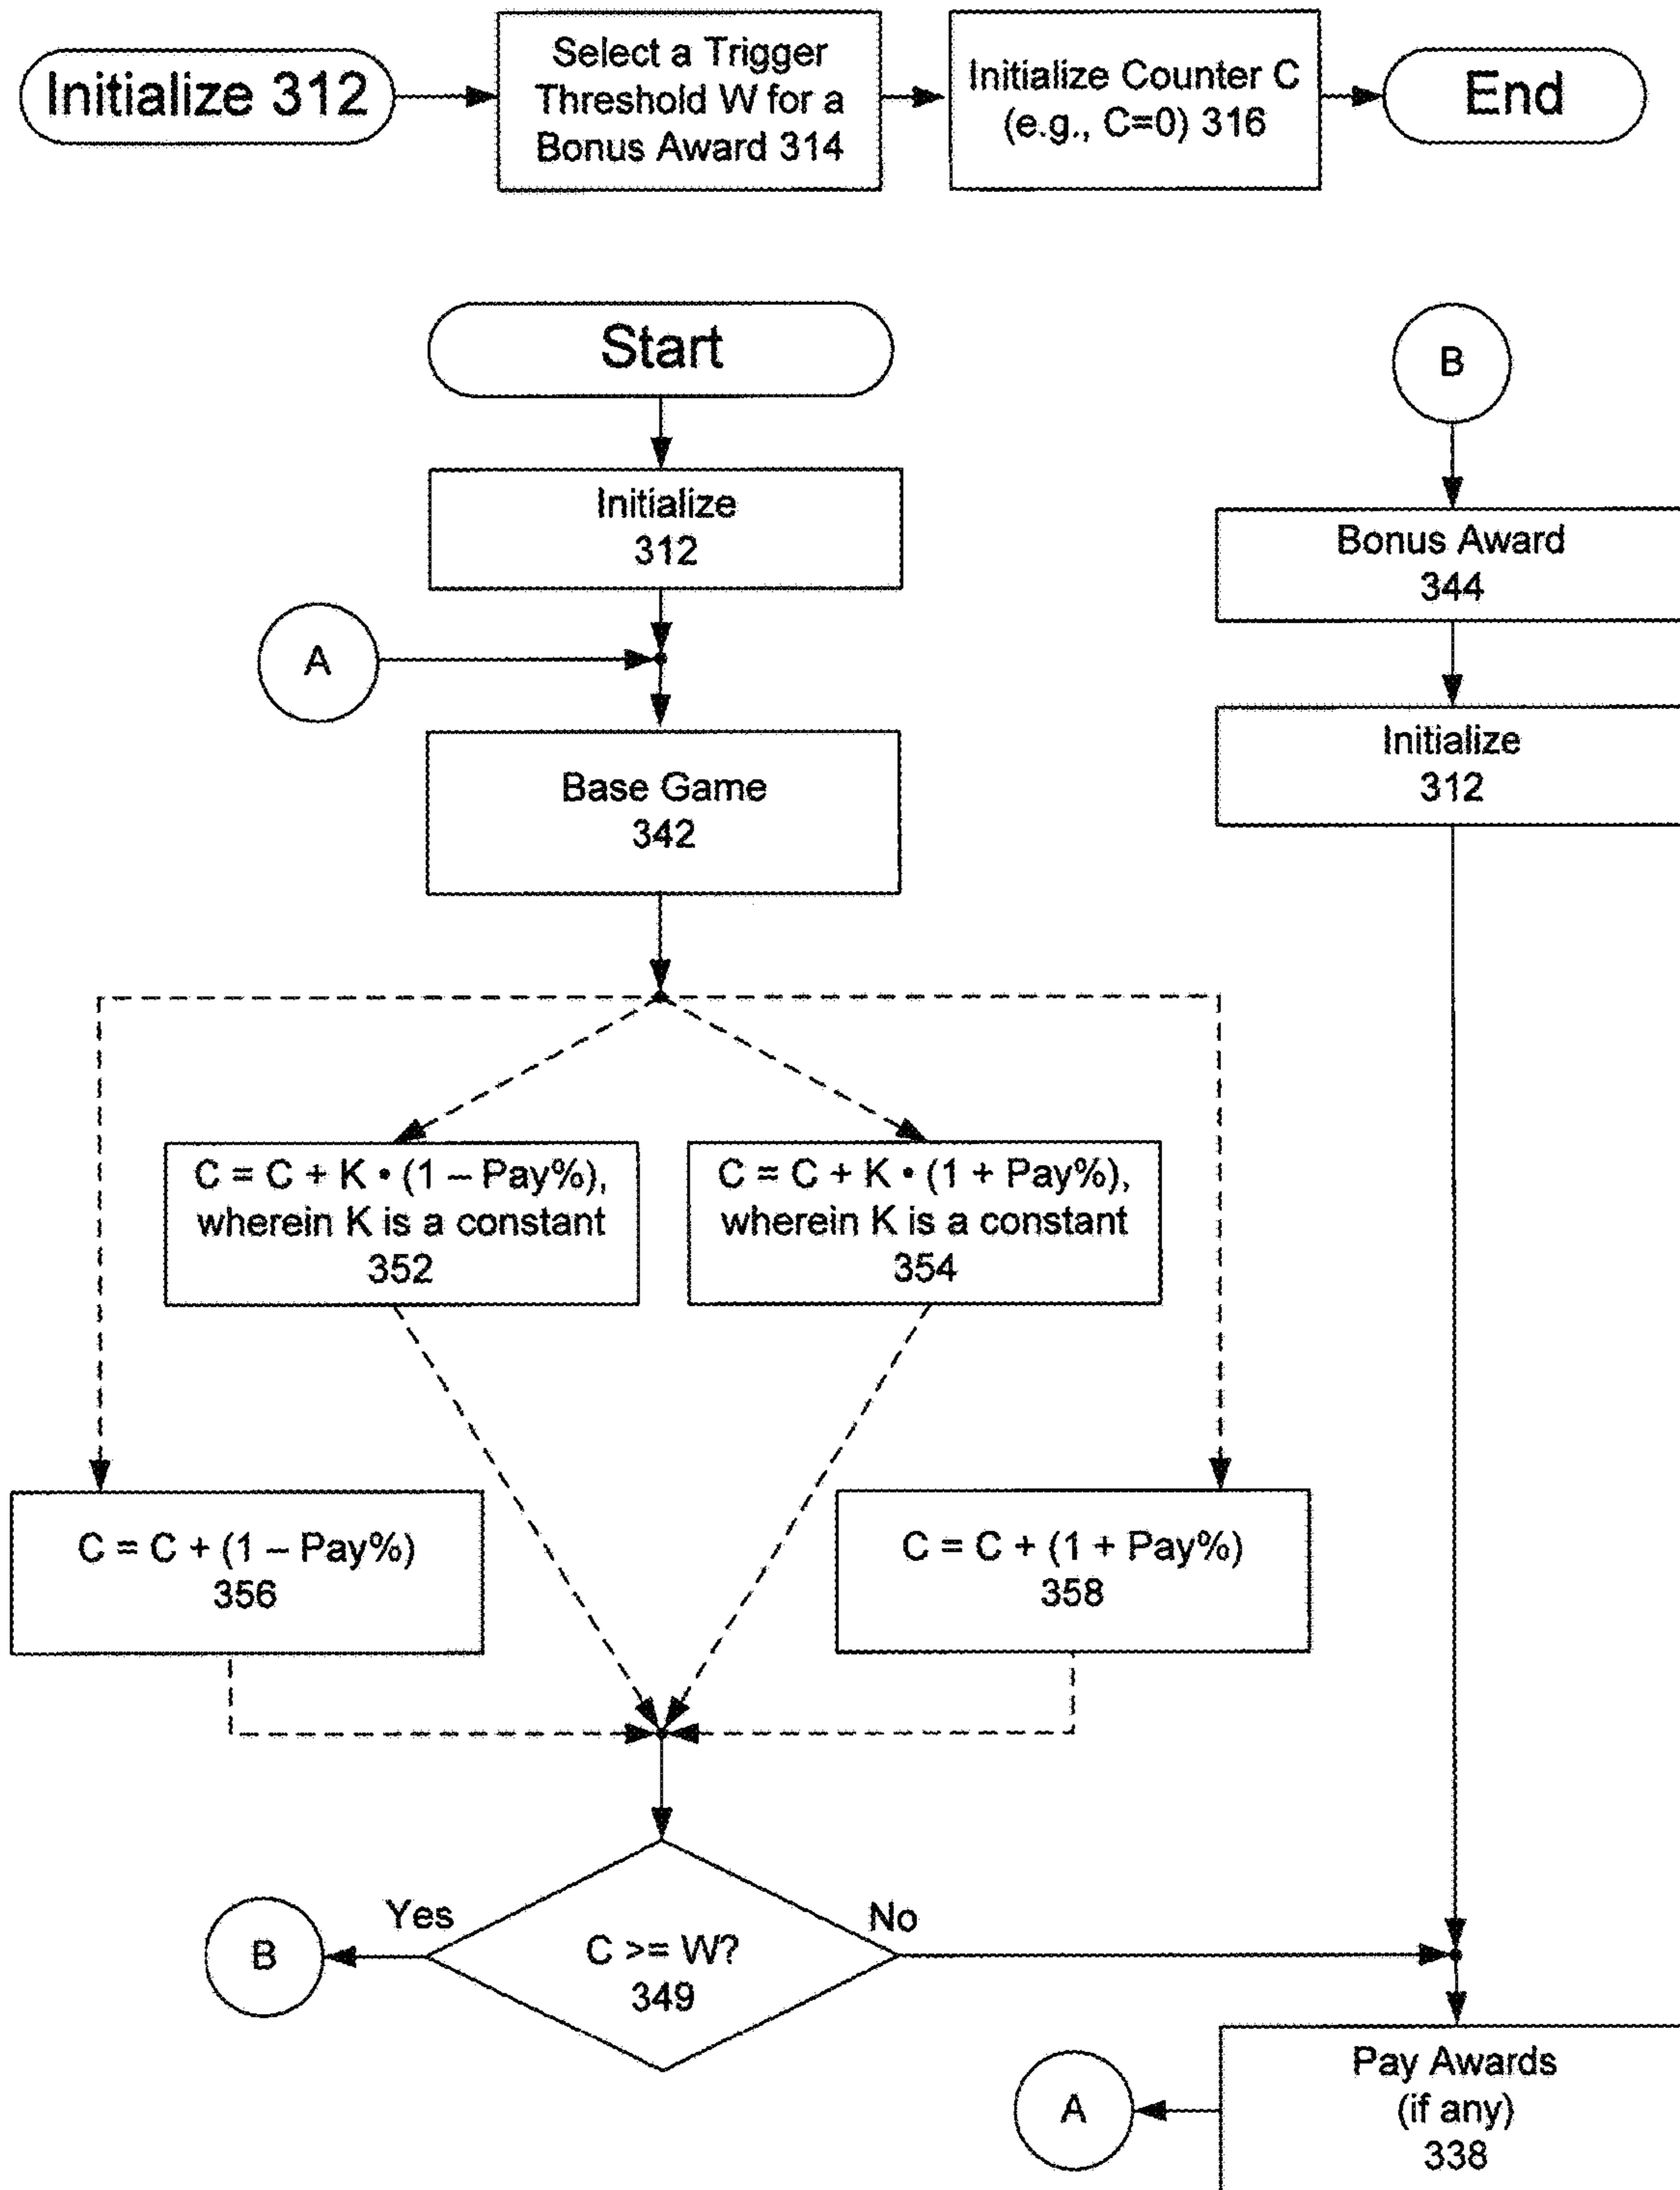 Initialize 312
Select a Trigger
Threshold W for a
Bonus Award 314
Initialize Counter C
(e.g., C=0) 316
End
Start
B
Initialize
312
Bonus Award
344
A
Initialize
312
Base Game
342
C = C + K • (1 – Pay%),
wherein K is a constant
352
C = C + K • (1 + Pay%),
wherein K is a constant
354
C = C + (1 – Pay%)
356
C = C + (1 + Pay%)
358
Yes
No
B
C >= W?
349
A
Pay Awards
(if any)
338